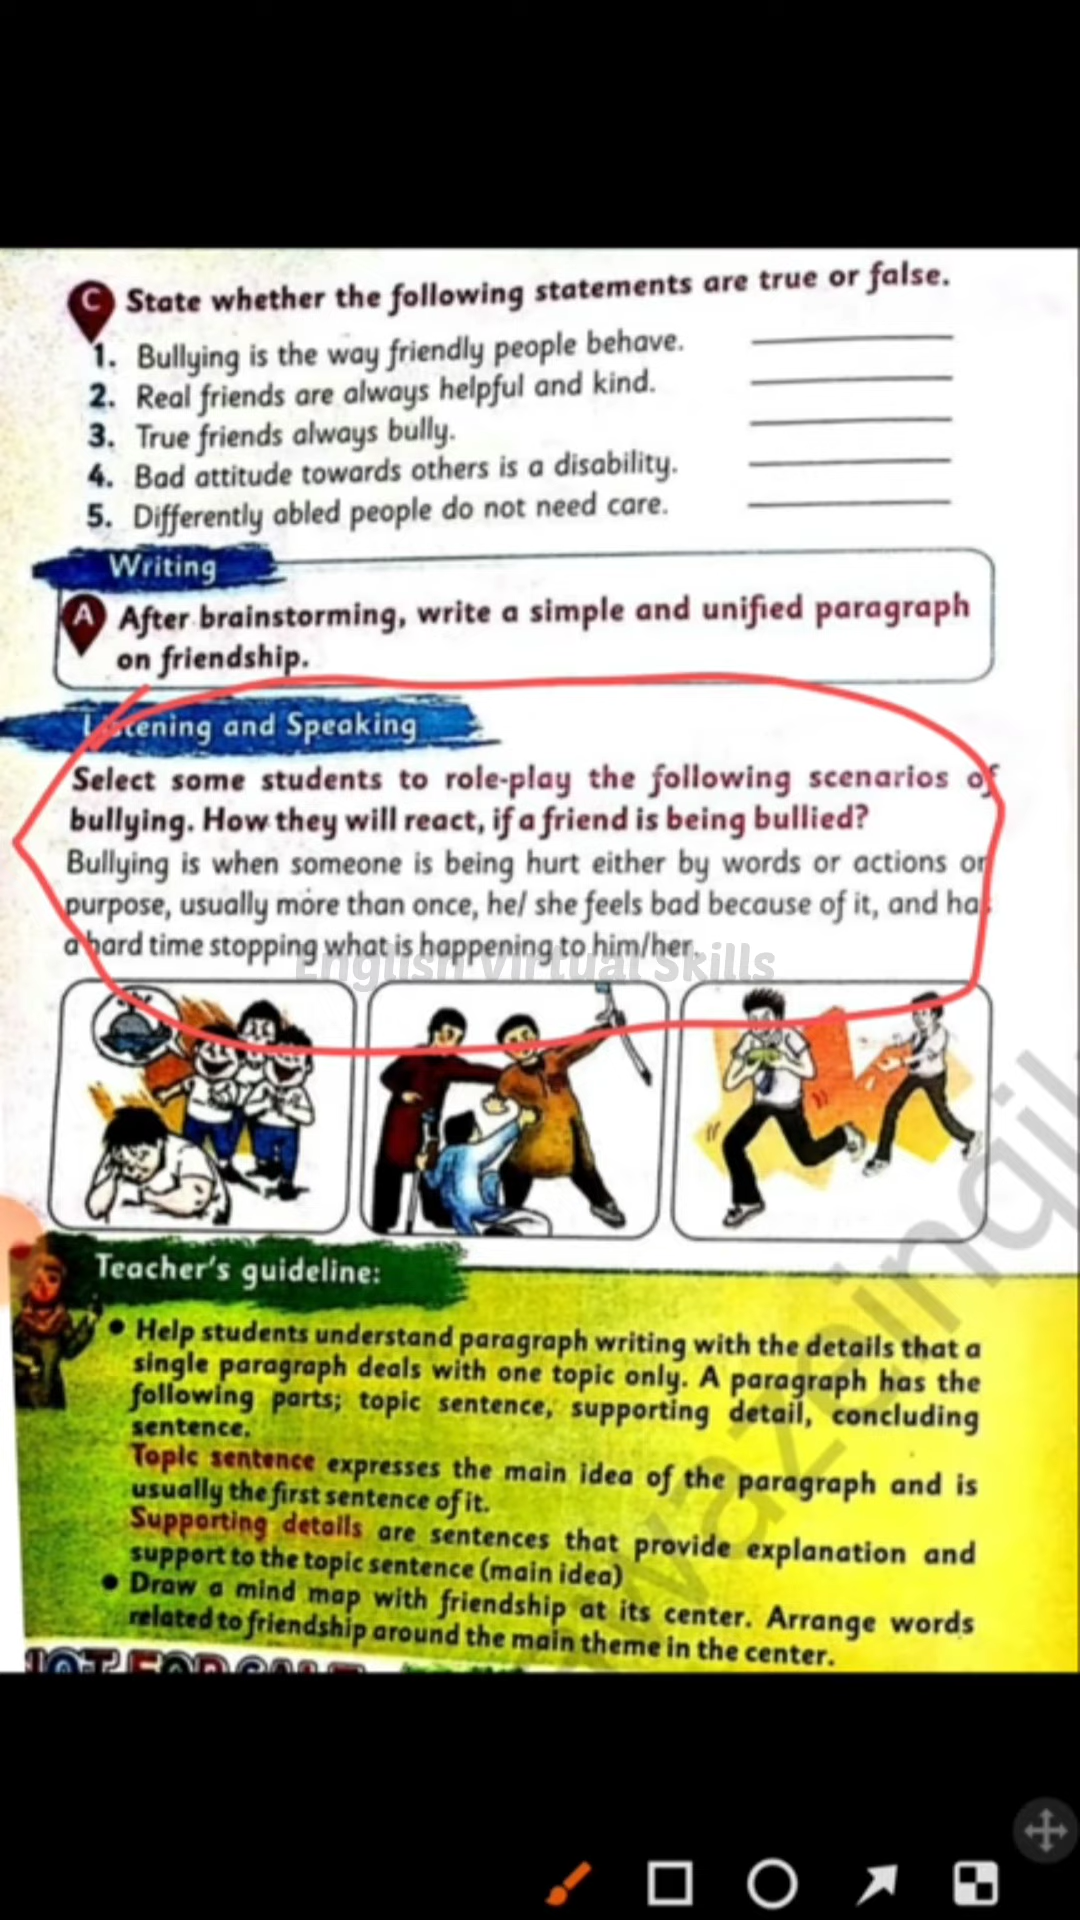 C State whether the following statements are true or false.
1. Bullying is the way friendly people behave.
2. Real friends are always helpful and kind.
3. True friends always bully.
4. Bad attitude towards others is a disability.
5. Differently abled people do not need care.
Writing
A After brainstorming, write a simple and unified paragraph
on friendship.
Listening and Speaking
Select some students to role-play the following scenarios of
bullying. How they will react, if a friend is being bullied?
Bullying is when someone is being hurt either by words or actions on
purpose, usually more than once, he/ she feels bad because of it, and has
a hard time stopping what is happening to him/her.
English Virtual Skills
Teacher's guideline:
• Help students understand paragraph writing with the details that a
single paragraph deals with one topic only. A paragraph has the
following parts; topic sentence, supporting detail, concluding
sentence.
Topic sentence expresses the main idea of the paragraph and is
usually the first sentence of it.
Supporting details are sentences that provide explanation and
support to the topic sentence (main idea)
• Draw a mind map with friendship at its center. Arrange words
related to friendship around the main theme in the center.